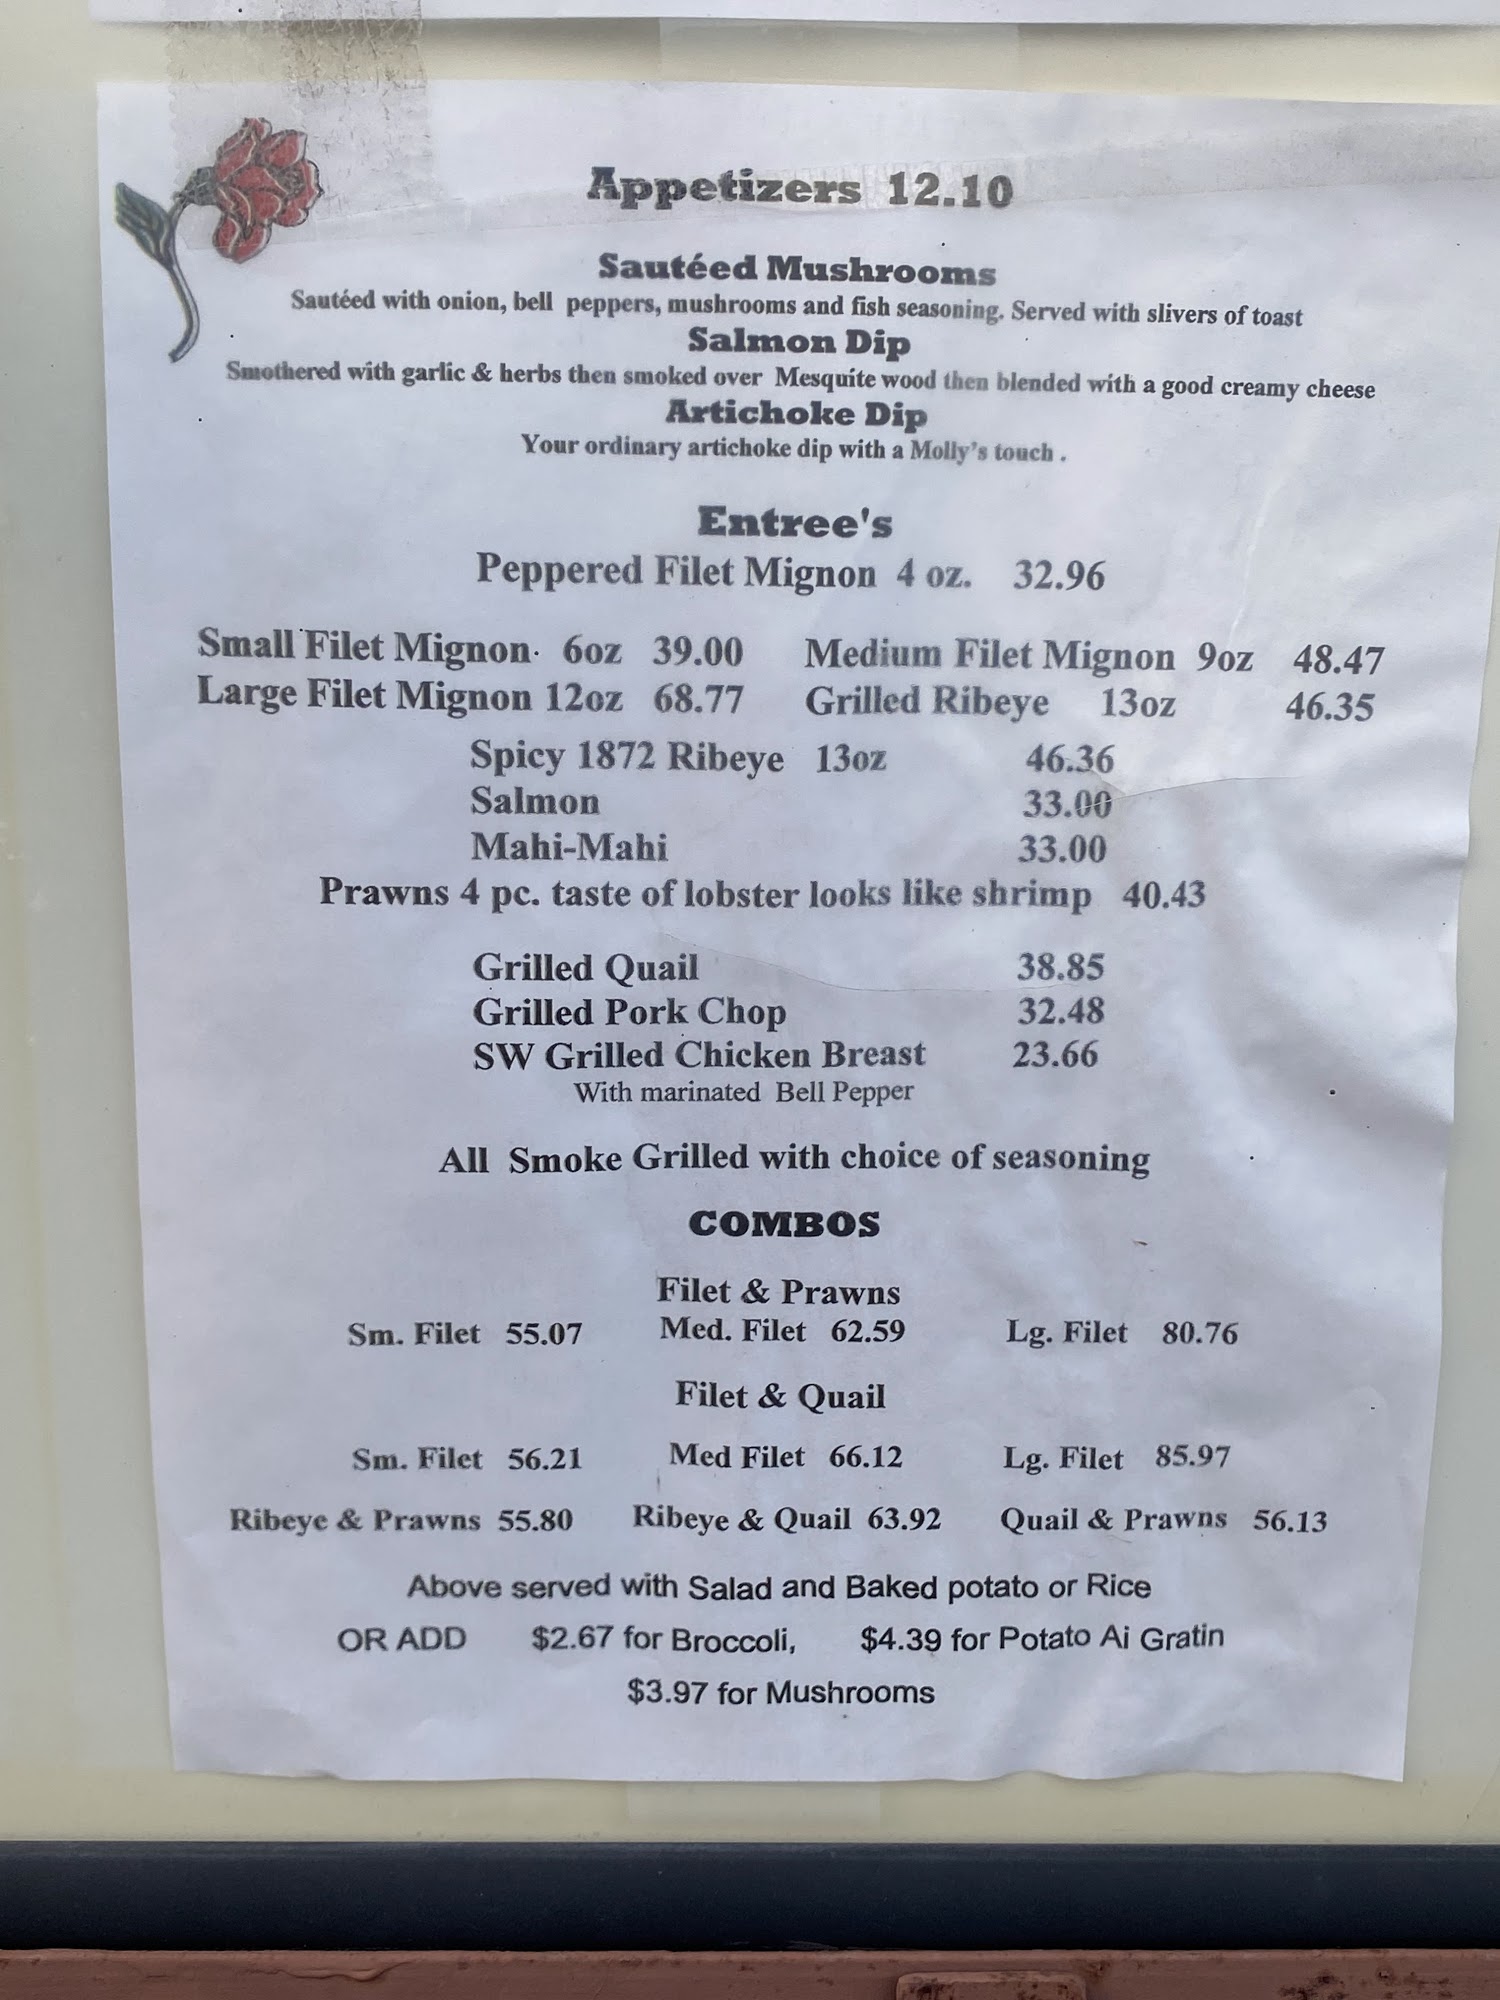 Appetizers 12.10
Sautéed Mushrooms
Sautéed with onion, bell peppers, mushrooms and fish seasoning. Served with slivers of toast
Salmon Dip
Smothered with garlic & herbs then smoked over Mesquite wood then blended with a good creamy cheese
Artichoke Dip
Your ordinary artichoke dip with a Molly's touch .
Entree's
Peppered Filet Mignon 4 oz. 32.96
Small Filet Mignon 6oz 39.00 Medium Filet Mignon 9oz 48.47
Large Filet Mignon 12oz 68.77 Grilled Ribeye 13oz 46.35
Spicy 1872 Ribeye 13oz 46.36
Salmon 33.00
Mahi-Mahi 33.00
Prawns 4 pc. taste of lobster looks like shrimp 40.43
Grilled Quail 38.85
Grilled Pork Chop 32.48
SW Grilled Chicken Breast 23.66
With marinated Bell Pepper
All Smoke Grilled with choice of seasoning
COMBOS
Filet & Prawns
Sm. Filet 55.07 Med. Filet 62.59 Lg. Filet 80.76
Filet & Quail
Sm. Filet 56.21 Med Filet 66.12 Lg. Filet 85.97
Ribeye & Prawns 55.80 Ribeye & Quail 63.92 Quail & Prawns 56.13
Above served with Salad and Baked potato or Rice
OR ADD $2.67 for Broccoli, $4.39 for Potato Ai Gratin
$3.97 for Mushrooms